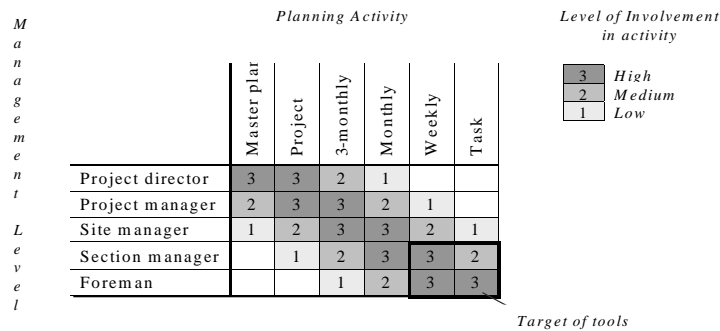 Management Level
Planning Activity
Level of Involvement
in activity
3 High
2 Medium
1 Low
Master plan
Project
3-monthly
Monthly
Weekly
Task
Project director 3 3 2 1
Project manager 2 3 3 2 1
Site manager 1 2 3 3 2 1
Section manager 1 2 3 3 2
Foreman 1 2 3 3
Target of tools